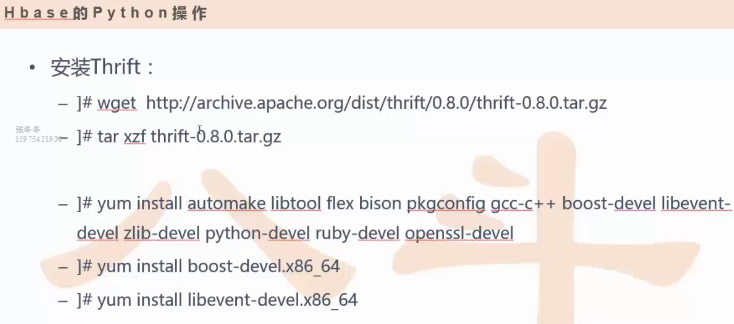 Hbase的Python操作
• 安装Thrift：
– ]# wget  http://archive.apache.org/dist/thrift/0.8.0/thrift-0.8.0.tar.gz
– ]# tar xzf thrift-0.8.0.tar.gz
– ]# yum install automake libtool flex bison pkgconfig gcc-c++ boost-devel libevent-
devel zlib-devel python-devel ruby-devel openssl-devel
– ]# yum install boost-devel.x86_64
– ]# yum install libevent-devel.x86_64
八斗